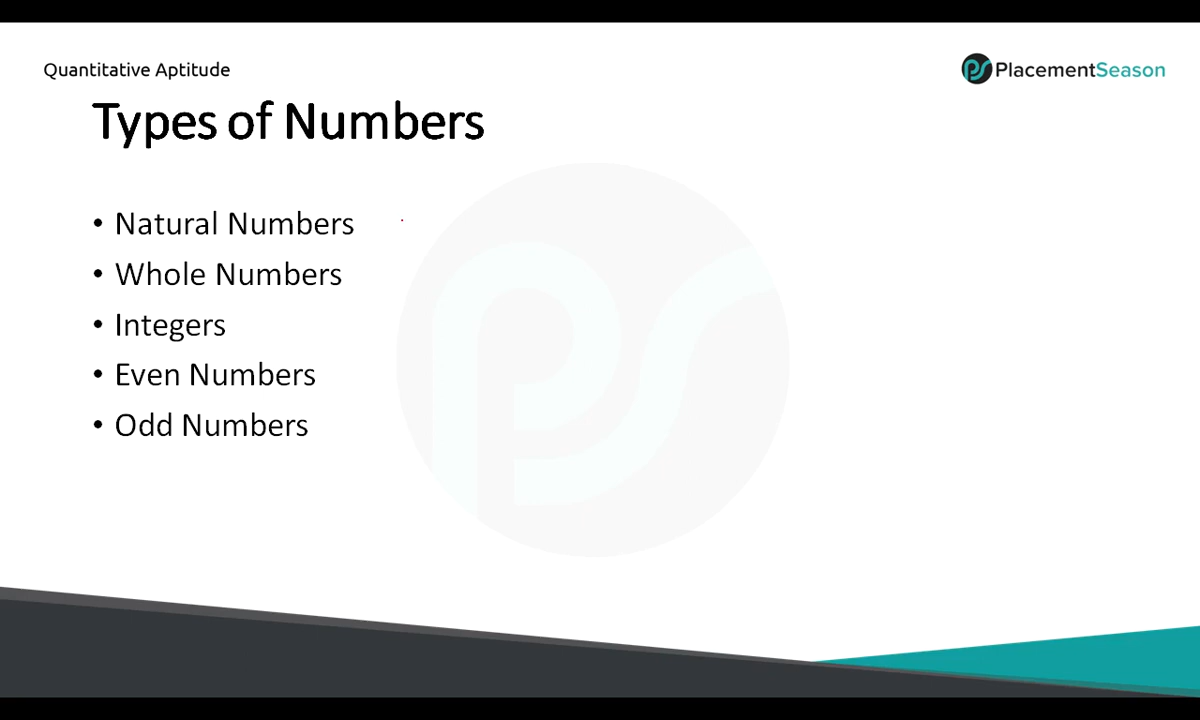 Quantitative Aptitude
PlacementSeason
Types of Numbers
• Natural Numbers
• Whole Numbers
• Integers
• Even Numbers
• Odd Numbers